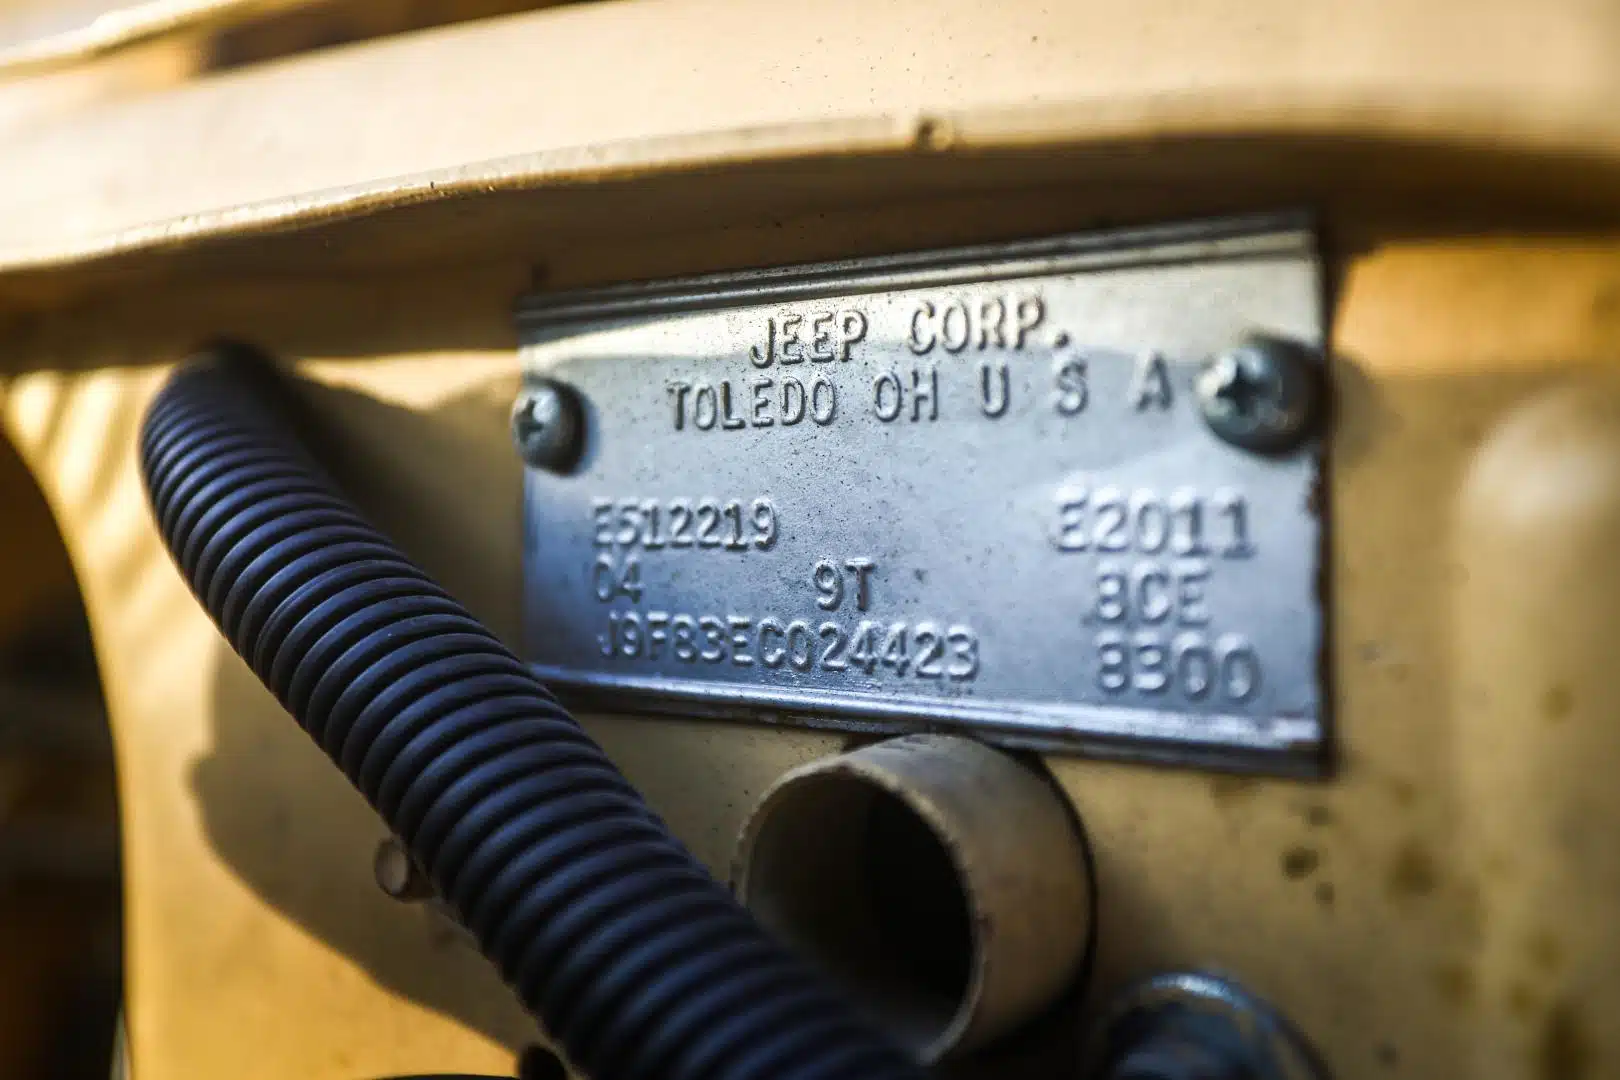 JEEP CORP.
TOLEDO OH U S A
E512219 E2011
04 9T 8CE
J9F83EC024423 8300